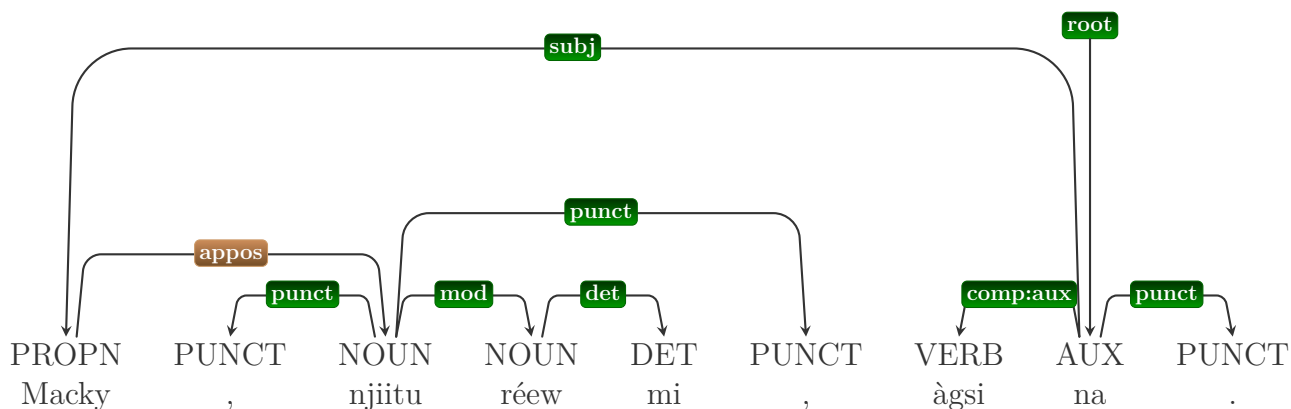 root
subj
punct
appos
punct mod det comp:aux punct
PROPN PUNCT NOUN NOUN DET PUNCT VERB AUX PUNCT
Macky , njiitu réew mi , àgsi na .